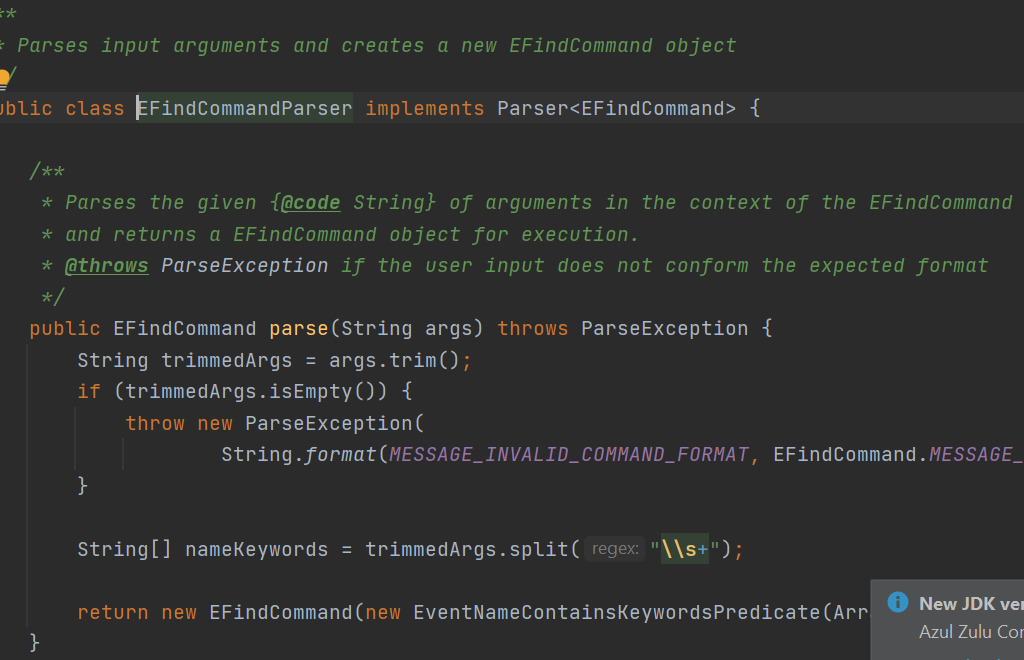 **
* Parses input arguments and creates a new EFindCommand object
/
ublic class EFindCommandParser implements Parser<EFindCommand> {
/**
* Parses the given {@code String} of arguments in the context of the EFindCommand
* and returns a EFindCommand object for execution.
* @throws ParseException if the user input does not conform the expected format
*/
public EFindCommand parse(String args) throws ParseException {
String trimmedArgs = args.trim();
if (trimmedArgs.isEmpty()) {
throw new ParseException(
String.format(MESSAGE_INVALID_COMMAND_FORMAT, EFindCommand.MESSAGE_
}
String[] nameKeywords = trimmedArgs.split( regex: "\\s+");
return new EFindCommand(new EventNameContainsKeywordsPredicate(Arr
}
New JDK ver
Azul Zulu Co